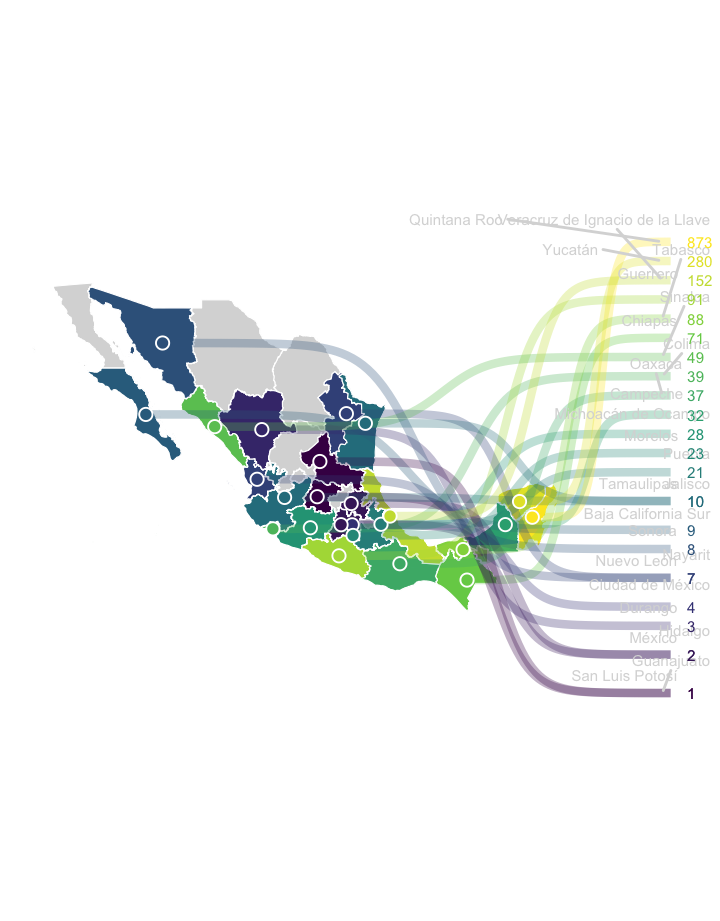 Quintana Roo
Veracruz de Ignacio de la Llave
873
Yucatán
Tabasco
280
Guerrero
152
Sinaloa
91
Chiapas
88
71
Colima
49
Oaxaca
39
Campeche
37
Michoacán de Ocampo
32
Morelos
28
Puebla
23
21
Tamaulipas
Jalisco
10
Baja California Sur
Sonora
9
8
Nayarit
Nuevo León
7
Ciudad de México
Durango
4
3
Hidalgo
México
2
Guanajuato
San Luis Potosí
1